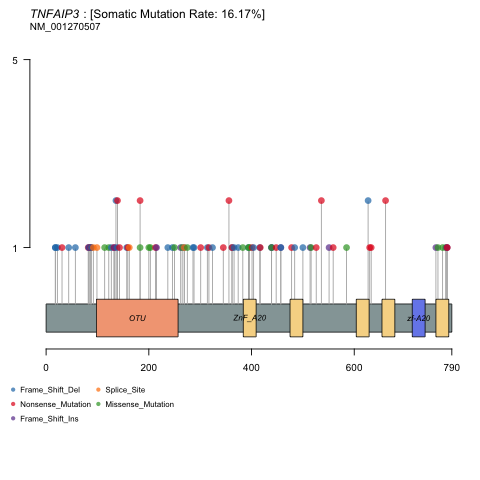 TNFAIP3 : [Somatic Mutation Rate: 16.17%]
NM_001270507
5
1
OTU
ZnF_A20
zf-A20
0
200
400
600
790
Frame_Shift_Del
Splice_Site
Nonsense_Mutation
Missense_Mutation
Frame_Shift_Ins